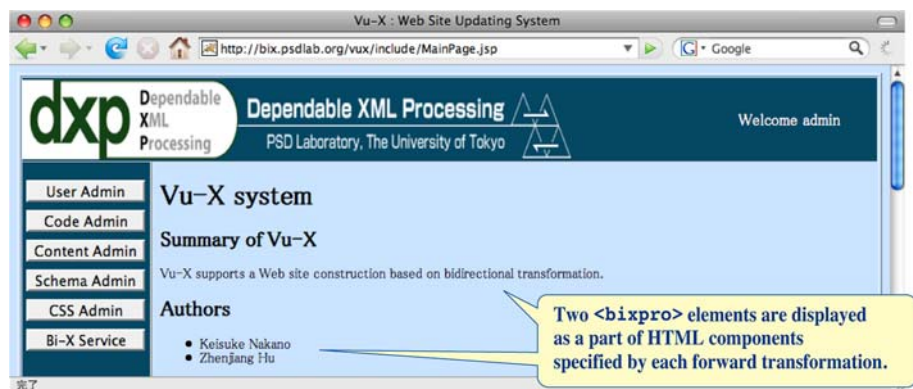 Vu-X : Web Site Updating System
http://bix.psdlab.org/vux/include/MainPage.jsp
G Google
dxp Dependable XML Processing
Dependable XML Processing
PSD Laboratory, The University of Tokyo
Welcome admin
User Admin
Code Admin
Content Admin
Schema Admin
CSS Admin
Bi-X Service
Vu-X system
Summary of Vu-X
Vu-X supports a Web site construction based on bidirectional transformation.
Authors
• Keisuke Nakano
• Zhenjiang Hu
Two <bixpro> elements are displayed
as a part of HTML components
specified by each forward transformation.
完了